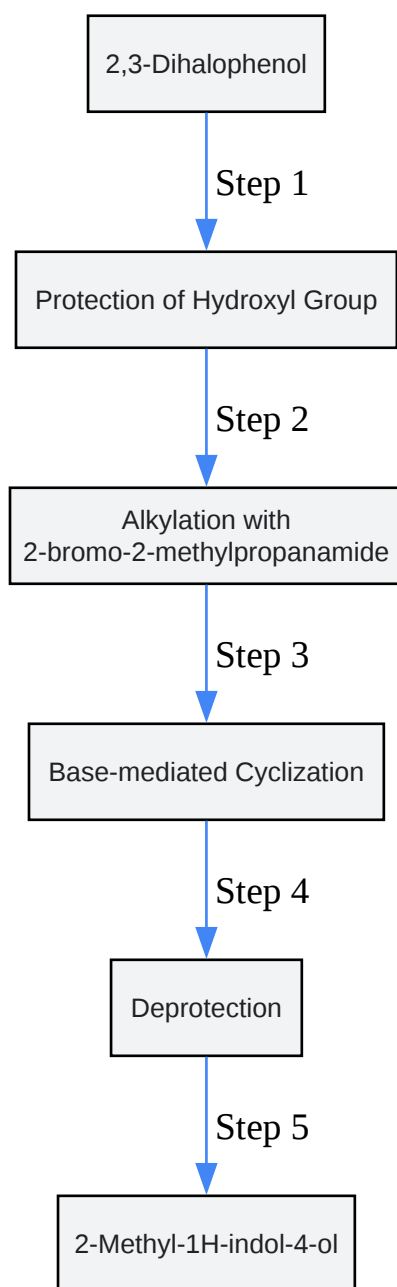 2,3-Dihalophenol
Step 1
Protection of Hydroxyl Group
Step 2
Alkylation with
2-bromo-2-methylpropanamide
Step 3
Base-mediated Cyclization
Step 4
Deprotection
Step 5
2-Methyl-1H-indol-4-ol